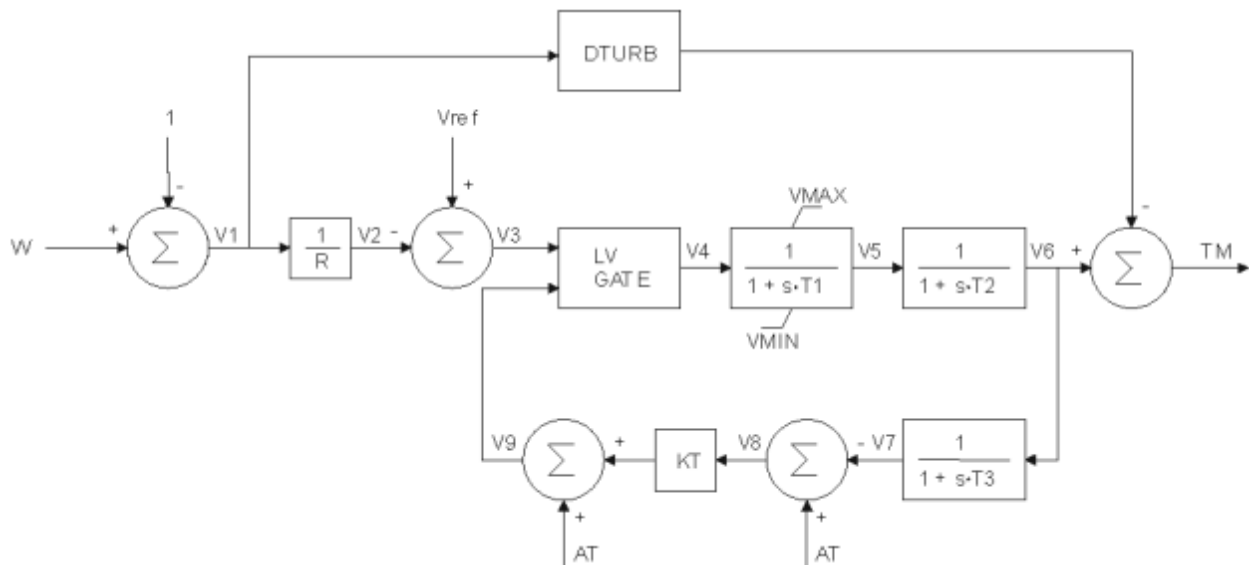 DTURB
1
Vref
VMAX
W
+
-
Σ
V1
1
R
V2
-
+
Σ
V3
LV
GATE
V4
1
1 + s·T1
V5
1
1 + s·T2
V6
+
-
Σ
TM
VMIN
V9
Σ
+
+
KT
V8
Σ
-
+
V7
1
1 + s·T3
AT
AT